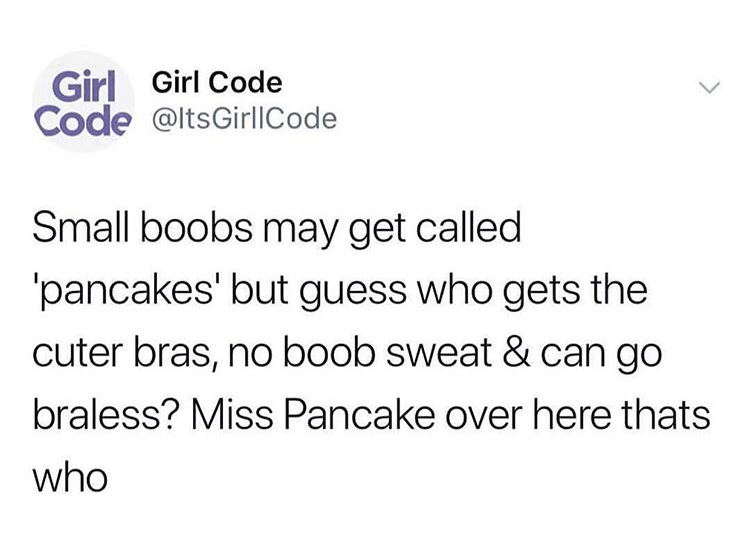 Girl
Code
Girl Code
@ItsGirllCode
Small boobs may get called
'pancakes' but guess who gets the
cuter bras, no boob sweat & can go
braless? Miss Pancake over here thats
who